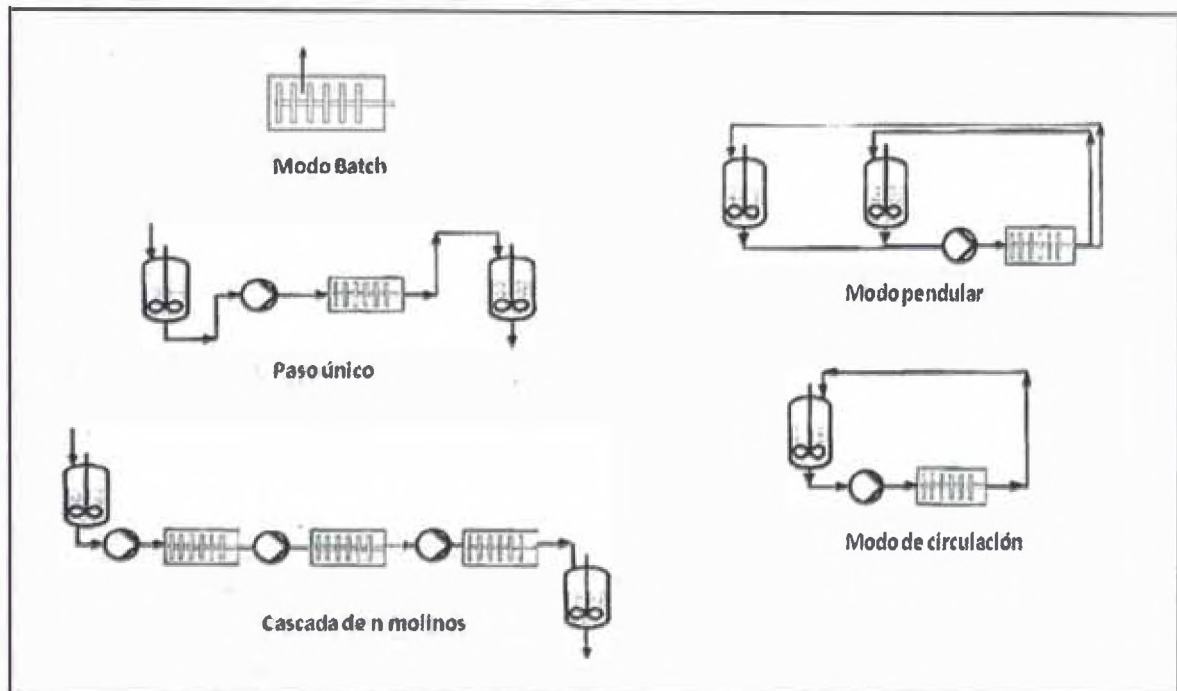 Modo Batch
Modo pendular
Paso único
Modo de circulación
Cascada de n molinos